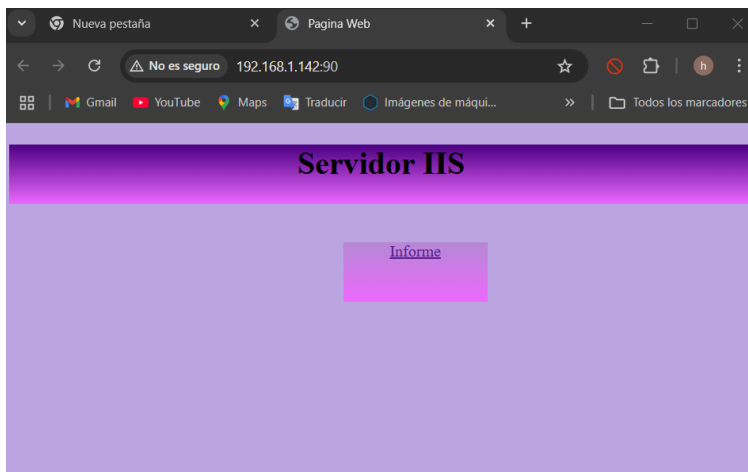 Nueva pestaña
Pagina Web
No es seguro 192.168.1.142:90
h
Gmail YouTube Maps Traducir Imágenes de máqui... » Todos los marcadores
Servidor IIS
Informe